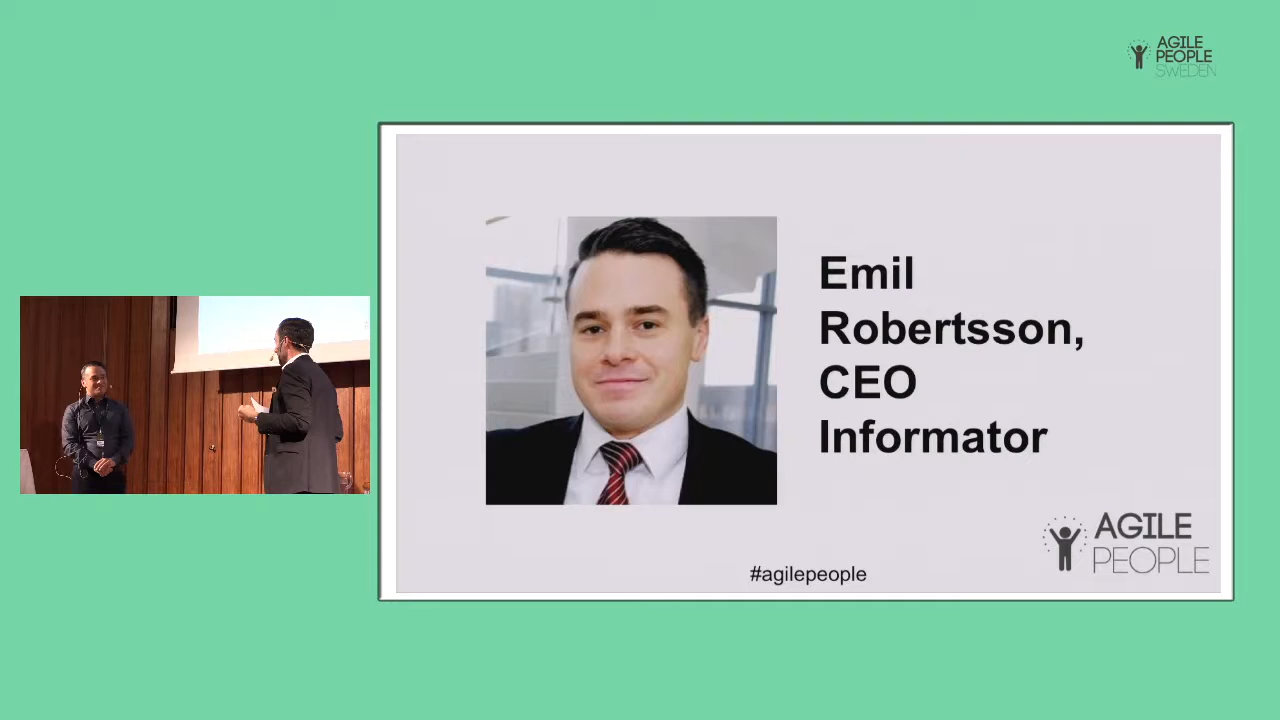 AGILE
PEOPLE
SWEDEN
Emil
Robertsson,
CEO
Informator
AGILE
PEOPLE
#agilepeople